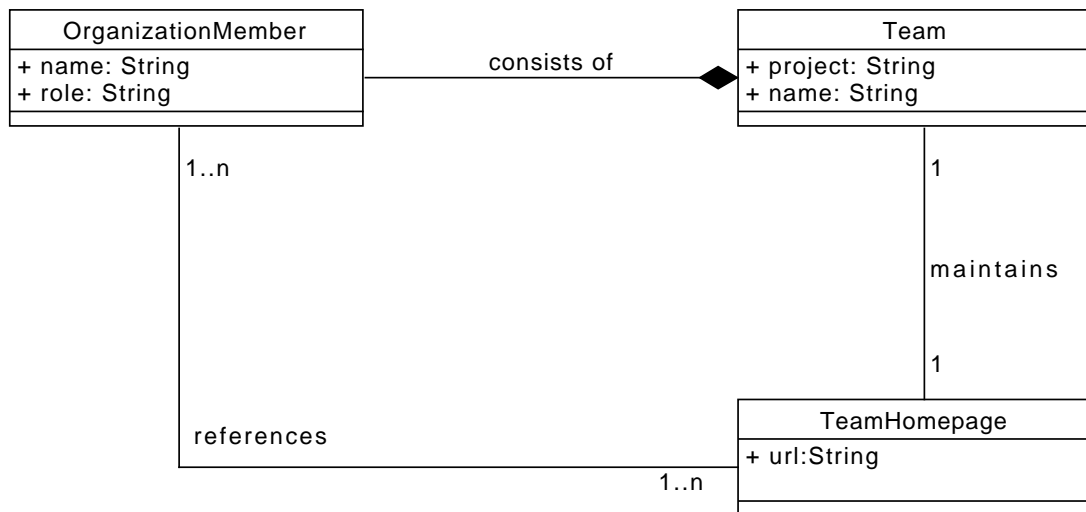 OrganizationMember
+ name: String
+ role: String
consists of
Team
+ project: String
+ name: String
1..n
1
maintains
1
references
1..n
TeamHomepage
+ url:String